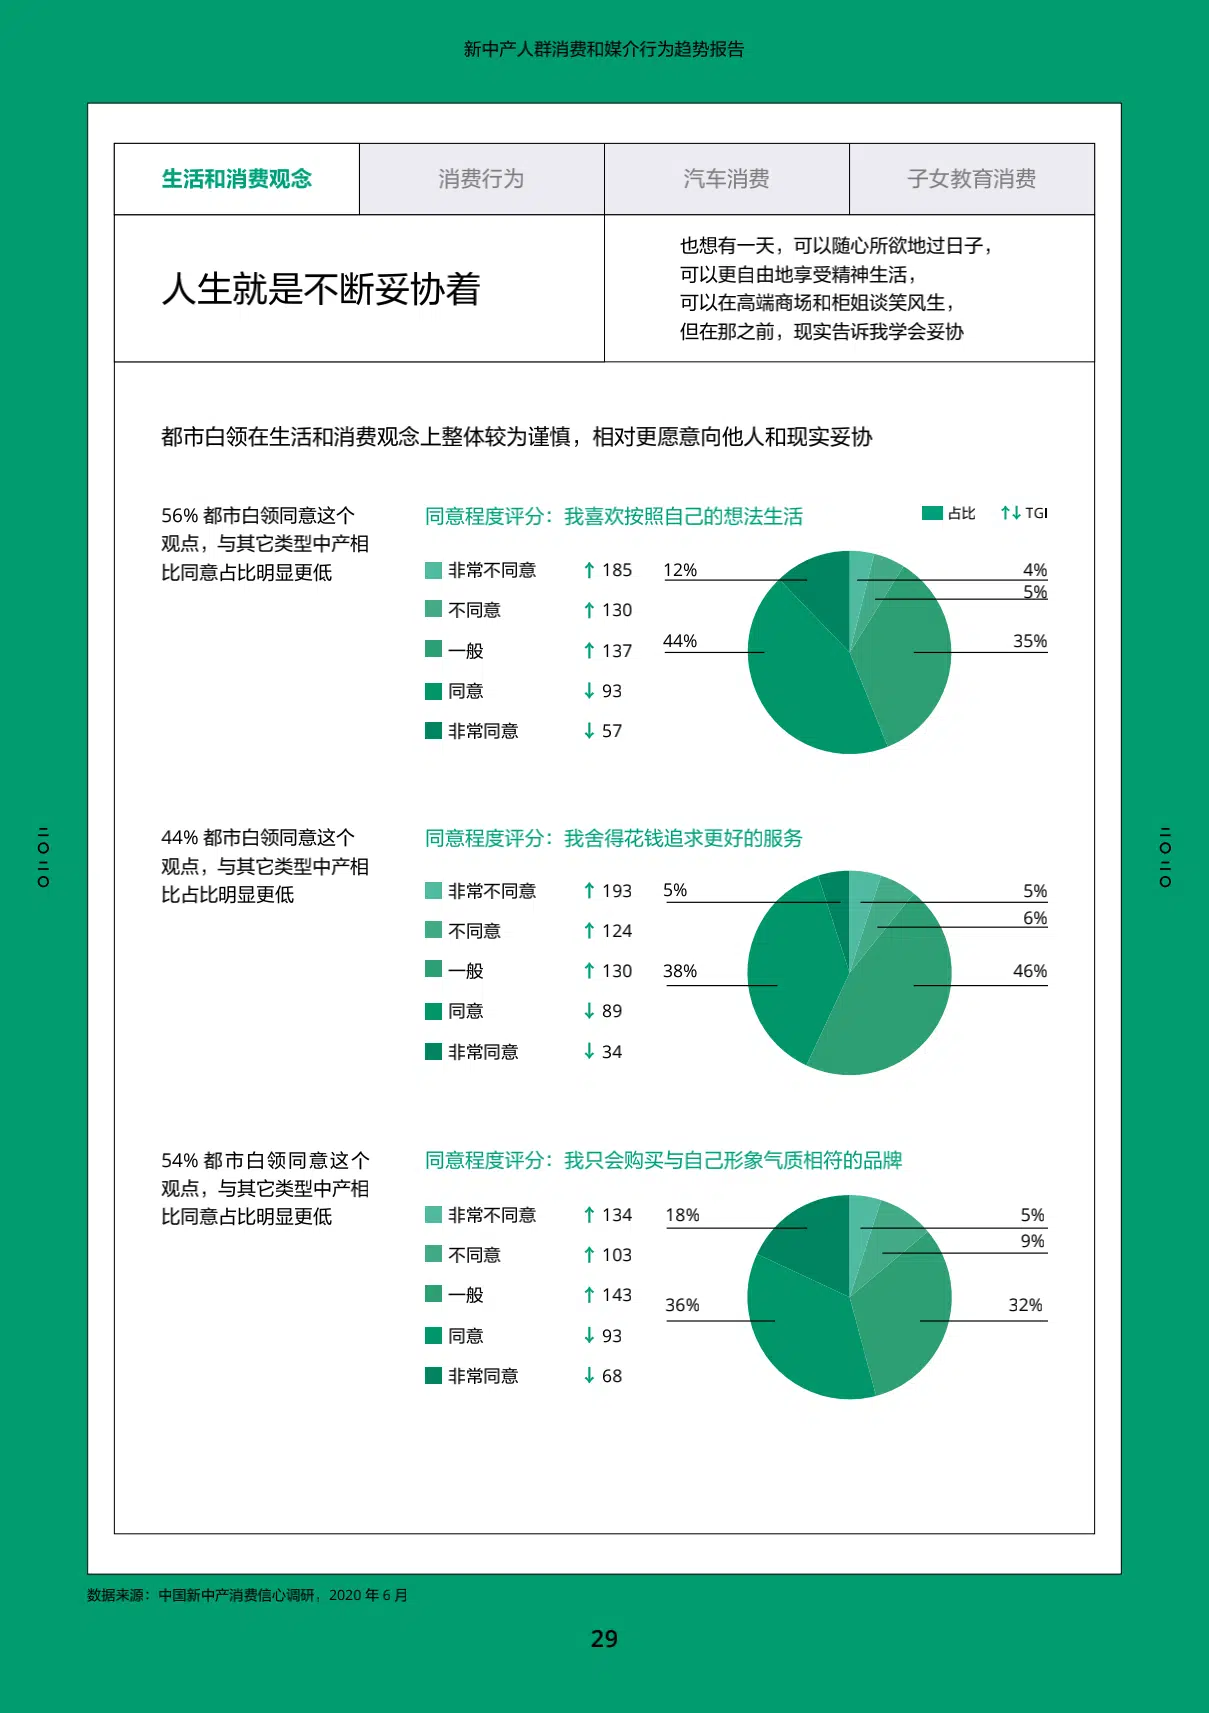 新中产人群消费和媒介行为趋势报告
生活和消费观念
消费行为
汽车消费
子女教育消费
人生就是不断妥协着
也想有一天，可以随心所欲地过日子，
可以更自由地享受精神生活，
可以在高端商场和柜姐谈笑风生，
但在那之前，现实告诉我学会妥协
都市白领在生活和消费观念上整体较为谨慎，相对更愿意向他人和现实妥协
56% 都市白领同意这个
观点，与其它类型中产相
比同意占比明显更低
同意程度评分：我喜欢按照自己的想法生活
占比 ↑↓ TGI
非常不同意 ↑ 185
不同意 ↑ 130
一般 ↑ 137
同意 ↓ 93
非常同意 ↓ 57
12%
44%
4%
5%
35%
44% 都市白领同意这个
观点，与其它类型中产相
比占比明显更低
同意程度评分：我舍得花钱追求更好的服务
非常不同意 ↑ 193
不同意 ↑ 124
一般 ↑ 130
同意 ↓ 89
非常同意 ↓ 34
5%
38%
5%
6%
46%
54% 都市白领同意这个
观点，与其它类型中产相
比同意占比明显更低
同意程度评分：我只会购买与自己形象气质相符的品牌
非常不同意 ↑ 134
不同意 ↑ 103
一般 ↑ 143
同意 ↓ 93
非常同意 ↓ 68
18%
36%
5%
9%
32%
二〇二〇
二〇二〇
数据来源：中国新中产消费信心调研，2020 年 6 月
29